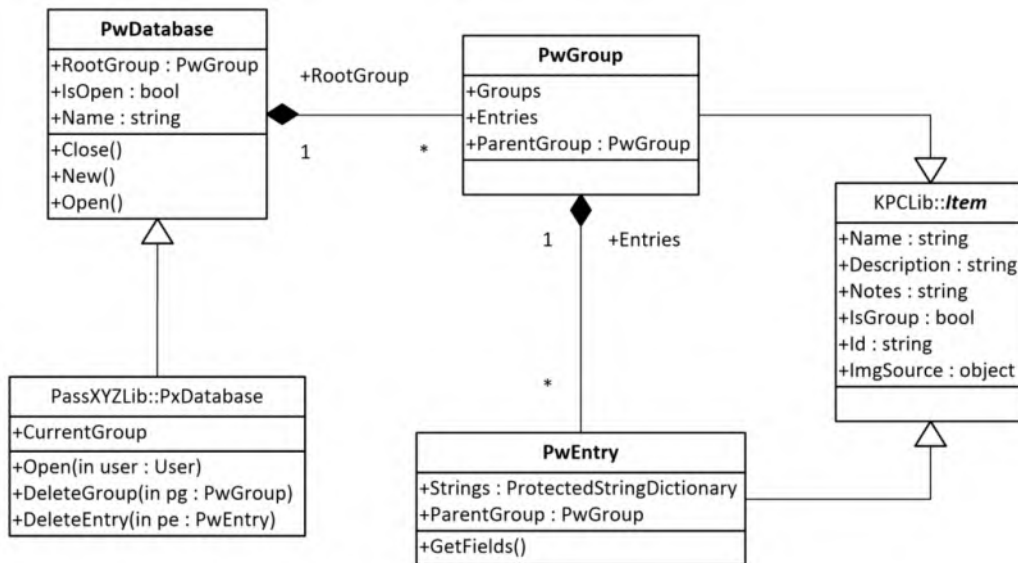 PwDatabase
+RootGroup : PwGroup
+IsOpen : bool
+Name : string
+Close()
+New()
+Open()
+RootGroup
1
*
PwGroup
+Groups
+Entries
+ParentGroup : PwGroup
1
+Entries
*
KPCLib::Item
+Name : string
+Description : string
+Notes : string
+IsGroup : bool
+Id : string
+ImgSource : object
PassXYZLib::PxDatabase
+CurrentGroup
+Open(in user : User)
+DeleteGroup(in pg : PwGroup)
+DeleteEntry(in pe : PwEntry)
PwEntry
+Strings : ProtectedStringDictionary
+ParentGroup : PwGroup
+GetFields()